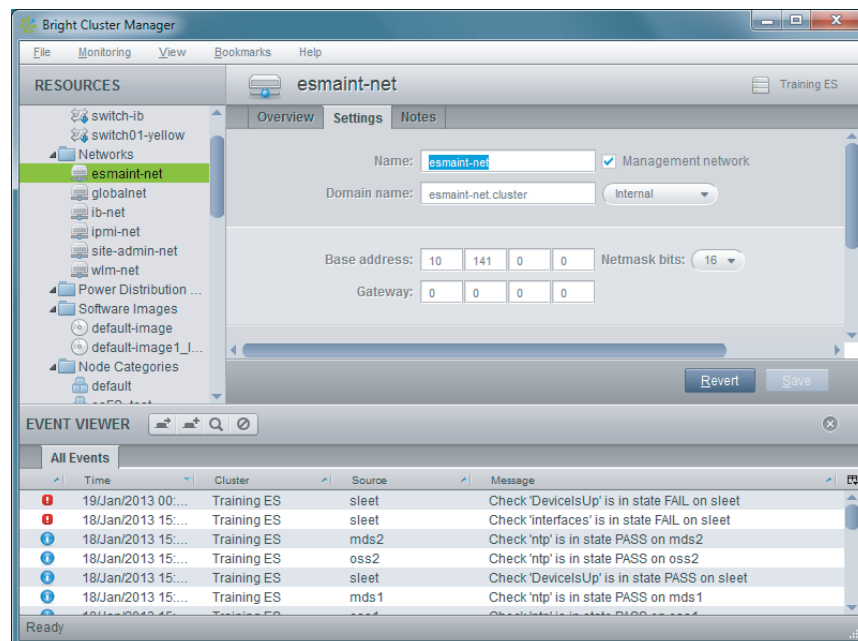 Bright Cluster Manager
File Monitoring View Bookmarks Help
RESOURCES
switch-ib
switch01-yellow
Networks
esmaint-net
globalnet
ib-net
ipmi-net
site-admin-net
wlm-net
Power Distribution ...
Software Images
default-image
default-image1_l...
Node Categories
default
esmaint-net
Training ES
Overview Settings Notes
Name: esmaint-net Management network
Domain name: esmaint-net.cluster Internal
Base address: 10 141 0 0 Netmask bits: 16
Gateway: 0 0 0 0
Revert Save
EVENT VIEWER
All Events
Time Cluster Source Message
19/Jan/2013 00:... Training ES sleet Check 'DeviceIsUp' is in state FAIL on sleet
18/Jan/2013 15:... Training ES sleet Check 'interfaces' is in state FAIL on sleet
18/Jan/2013 15:... Training ES mds2 Check 'ntp' is in state PASS on mds2
18/Jan/2013 15:... Training ES oss2 Check 'ntp' is in state PASS on oss2
18/Jan/2013 15:... Training ES sleet Check 'DeviceIsUp' is in state PASS on sleet
18/Jan/2013 15:... Training ES mds1 Check 'ntp' is in state PASS on mds1
Ready